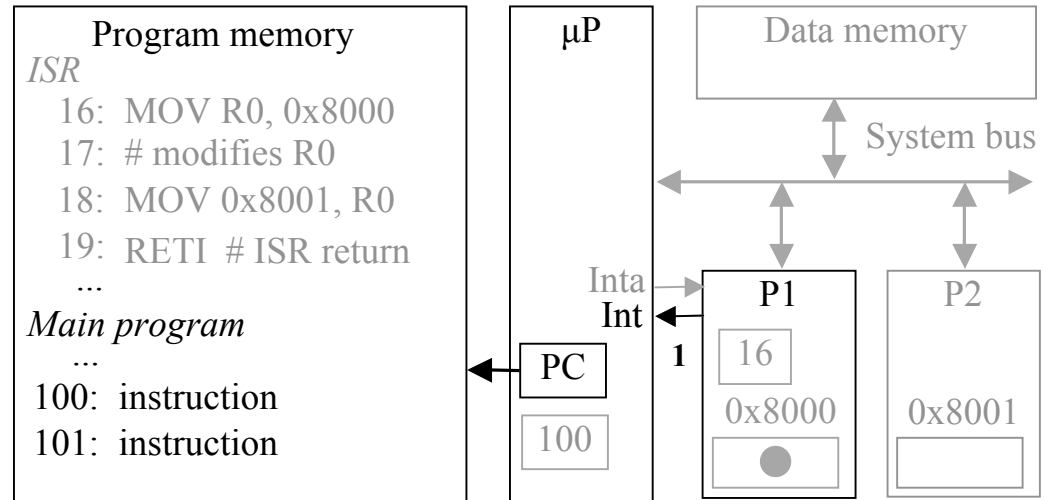 Program memory
ISR
16: MOV R0, 0x8000
17: # modifies R0
18: MOV 0x8001, R0
19: RETI # ISR return
...
Main program
...
100: instruction
101: instruction
μP
Inta
Int
PC
100
Data memory
System bus
1
P1
16
0x8000
P2
0x8001